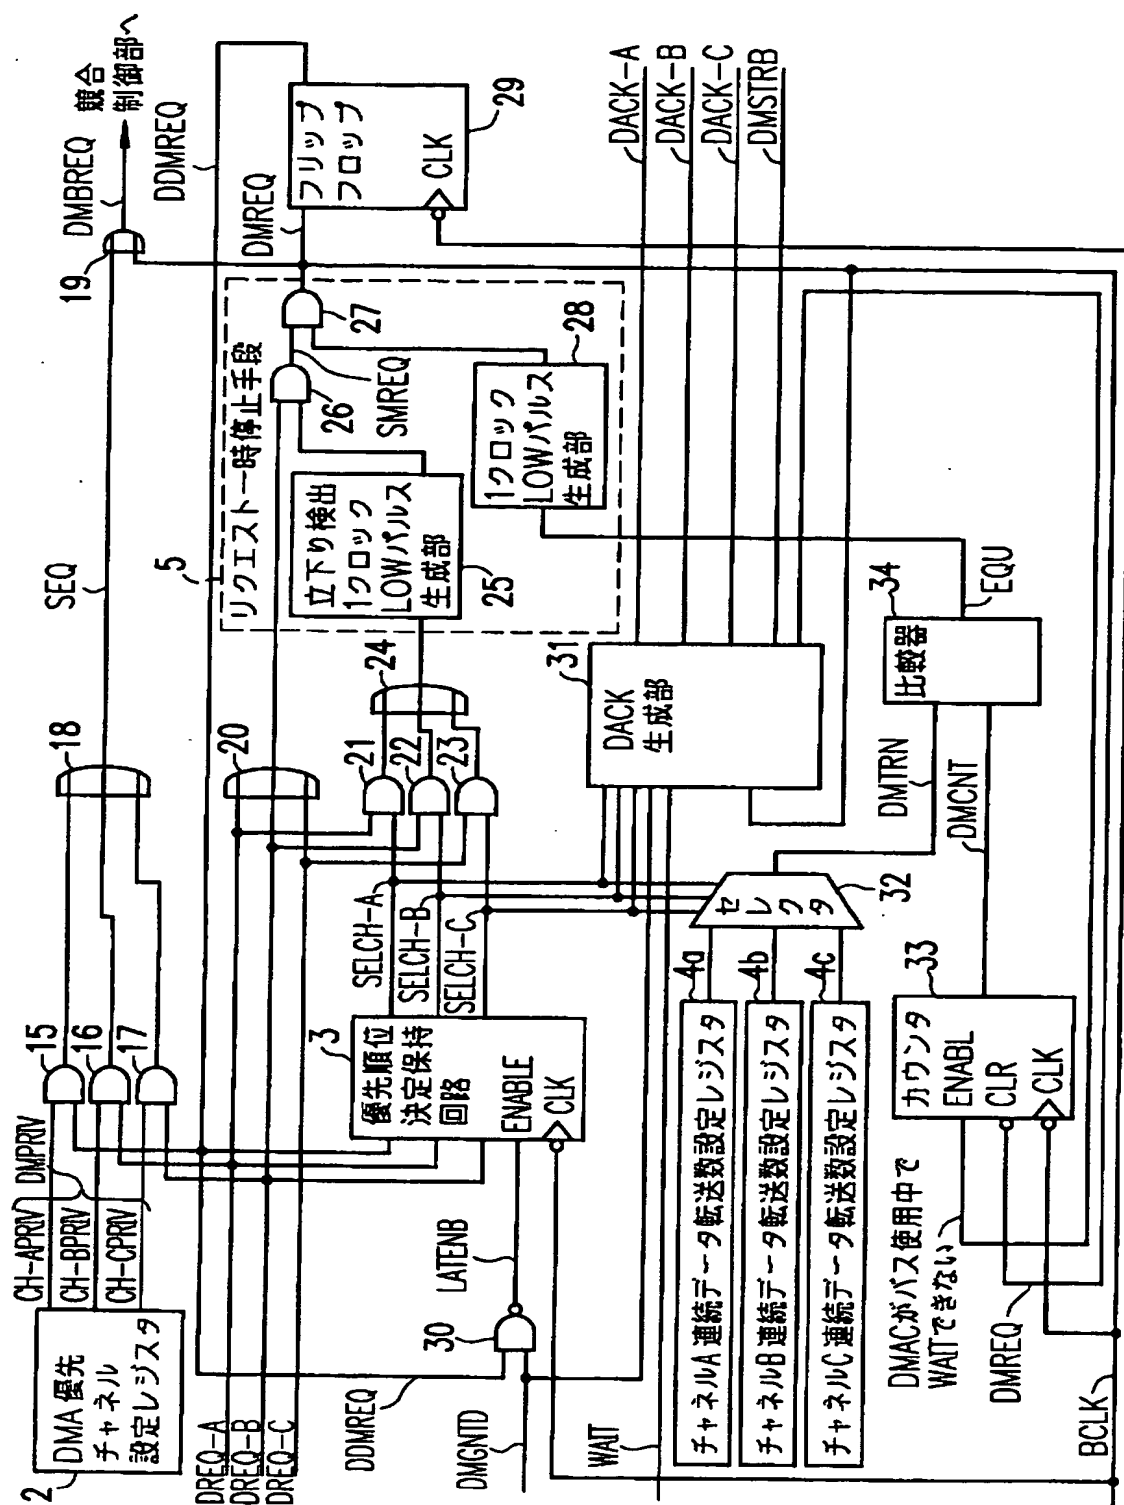 2
DMA優先
チャネル
設定レジスタ
CH-APRIV
CH-BPRIV
CH-CPRIV
DMPRIV
15
16
17
18
SEQ
19
DMBREQ
競合
制御部へ
DDMREQ
DREQ-A
DREQ-B
DREQ-C
20
5
リクエスト一時停止手段
26
27
SMREQ
DMREQ
フリップ
フロップ
CLK
29
立下り検出
1クロック
LOWパルス
生成部
25
1クロック
LOWパルス
生成部
28
DDMREQ
DMGNTD
30
LATENB
3
優先順位
決定保持
回路
ENABLE
CLK
SELCH-A
SELCH-B
SELCH-C
21
22
23
24
WAIT
31
DACK
生成部
DACK-A
DACK-B
DACK-C
DMSTRB
チャネルA連続データ転送数設定レジスタ
4a
チャネルB連続データ転送数設定レジスタ
4b
チャネルC連続データ転送数設定レジスタ
4c
セレクタ
32
DMTRN
DMCNT
34
比較器
EQU
DMACがバス使用中で
WAITできない
DMREQ
33
カウンタ
ENABL
CLR
CLK
BCLK